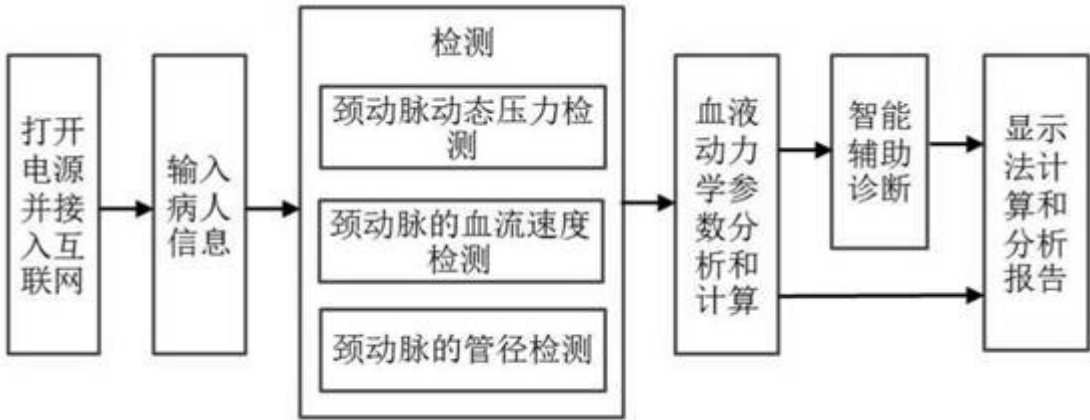 打开
电源
并接
入互
联网
输入
病人
信息
检测
颈动脉动态压力检
测
颈动脉的血流速度
检测
颈动脉的管径检测
血液
动力
学参
数分
析和
计算
智能
辅助
诊断
显示
法计
算和
分析
报告